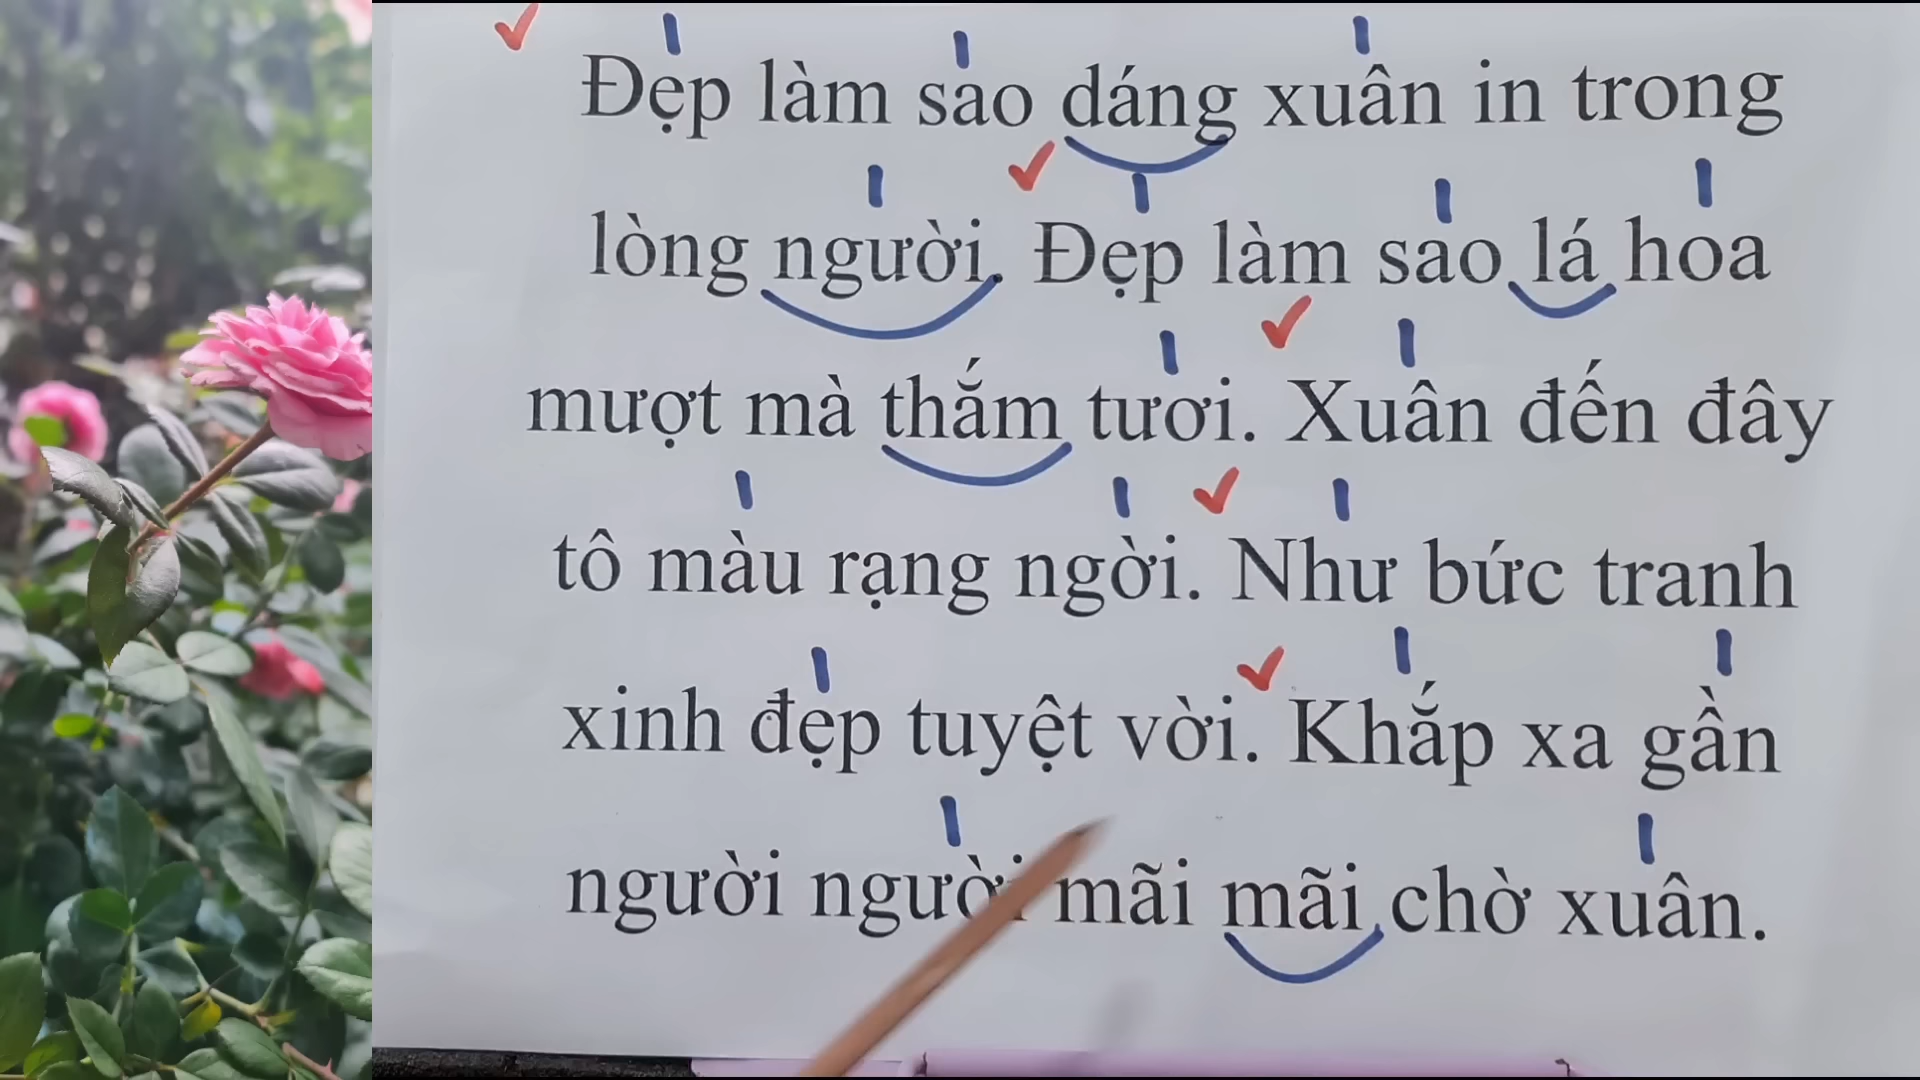 Đẹp làm sao dáng xuân in trong
lòng người. Đẹp làm sao lá hoa
mượt mà thắm tươi. Xuân đến đây
tô màu rạng ngời. Như bức tranh
xinh đẹp tuyệt vời. Khắp xa gần
người người mãi mãi chờ xuân.